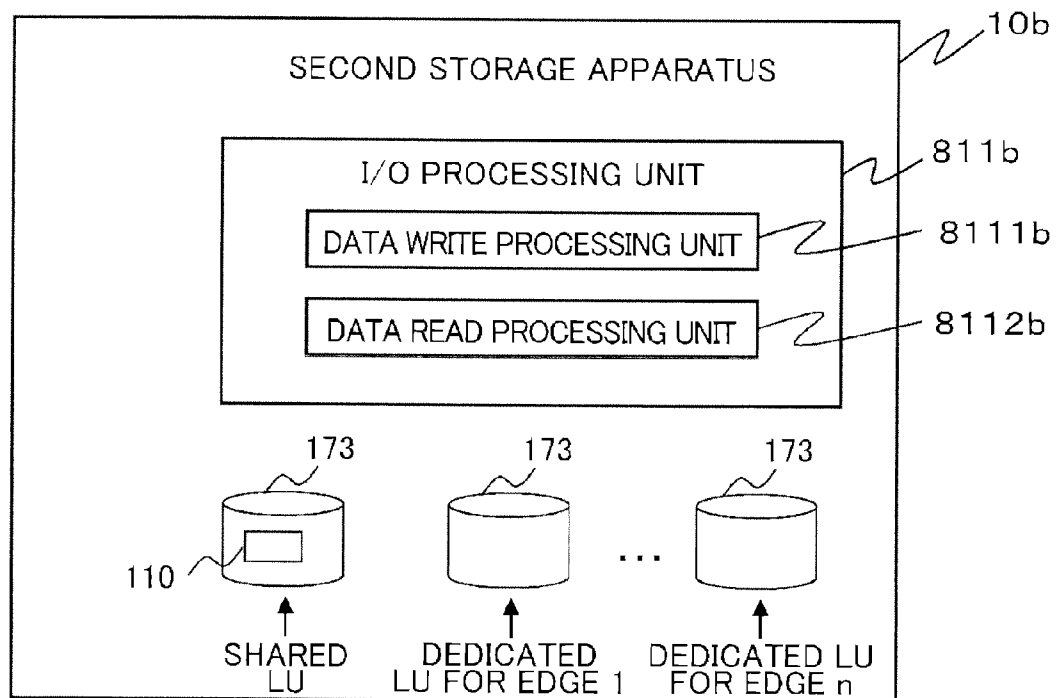 10b
SECOND STORAGE APPARATUS
811b
I/O PROCESSING UNIT
DATA WRITE PROCESSING UNIT
8111b
DATA READ PROCESSING UNIT
8112b
173
173
173
...
110
SHARED
LU
DEDICATED
LU FOR EDGE 1
DEDICATED LU
FOR EDGE n